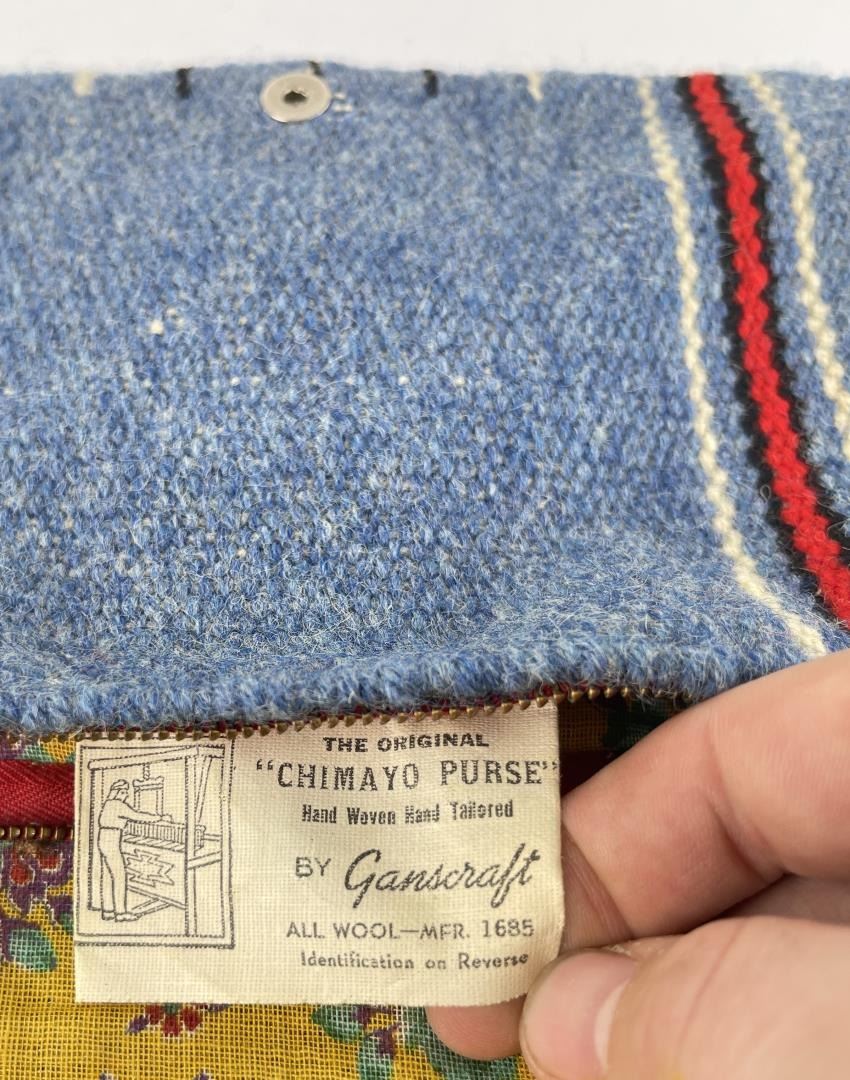 THE ORIGINAL
"CHIMAYO PURSE"
Hand Woven Hand Tailored
BY Ganscraft
ALL WOOL—MFR. 1685
Identification on Reverse